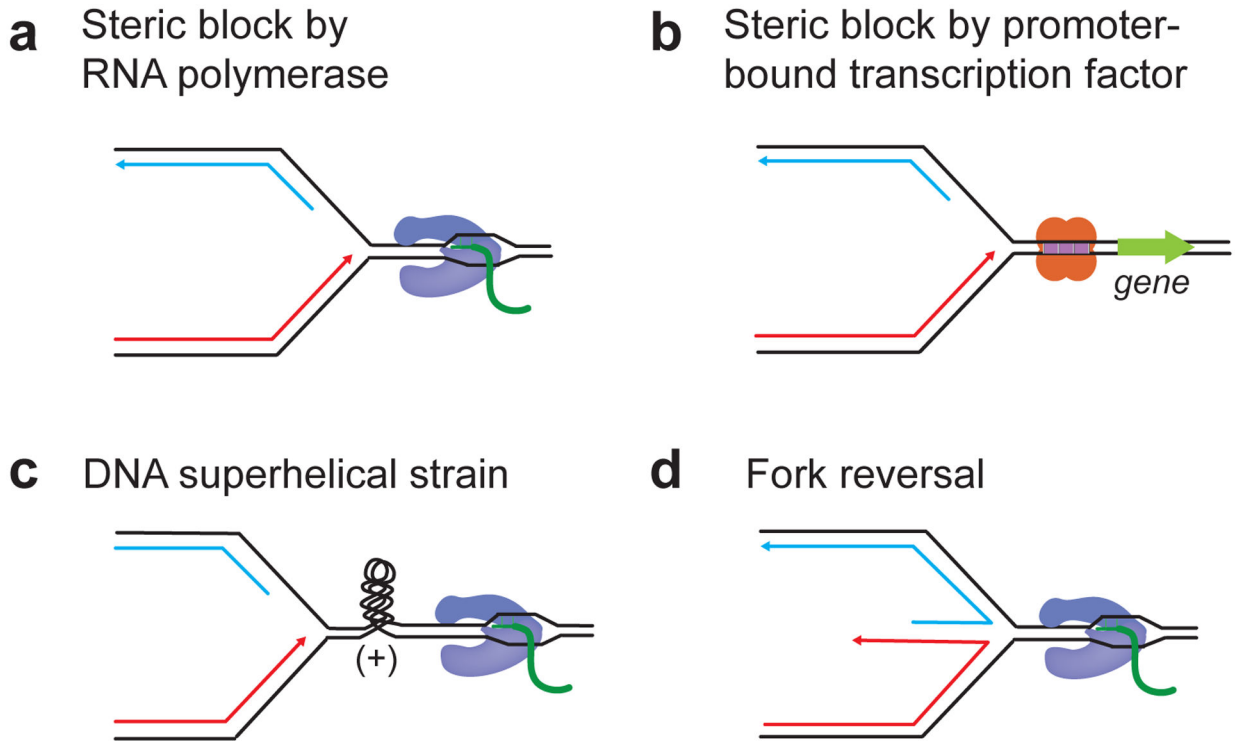 a Steric block by
RNA polymerase
b Steric block by promoter-
bound transcription factor
gene
c DNA superhelical strain
(+)
d Fork reversal